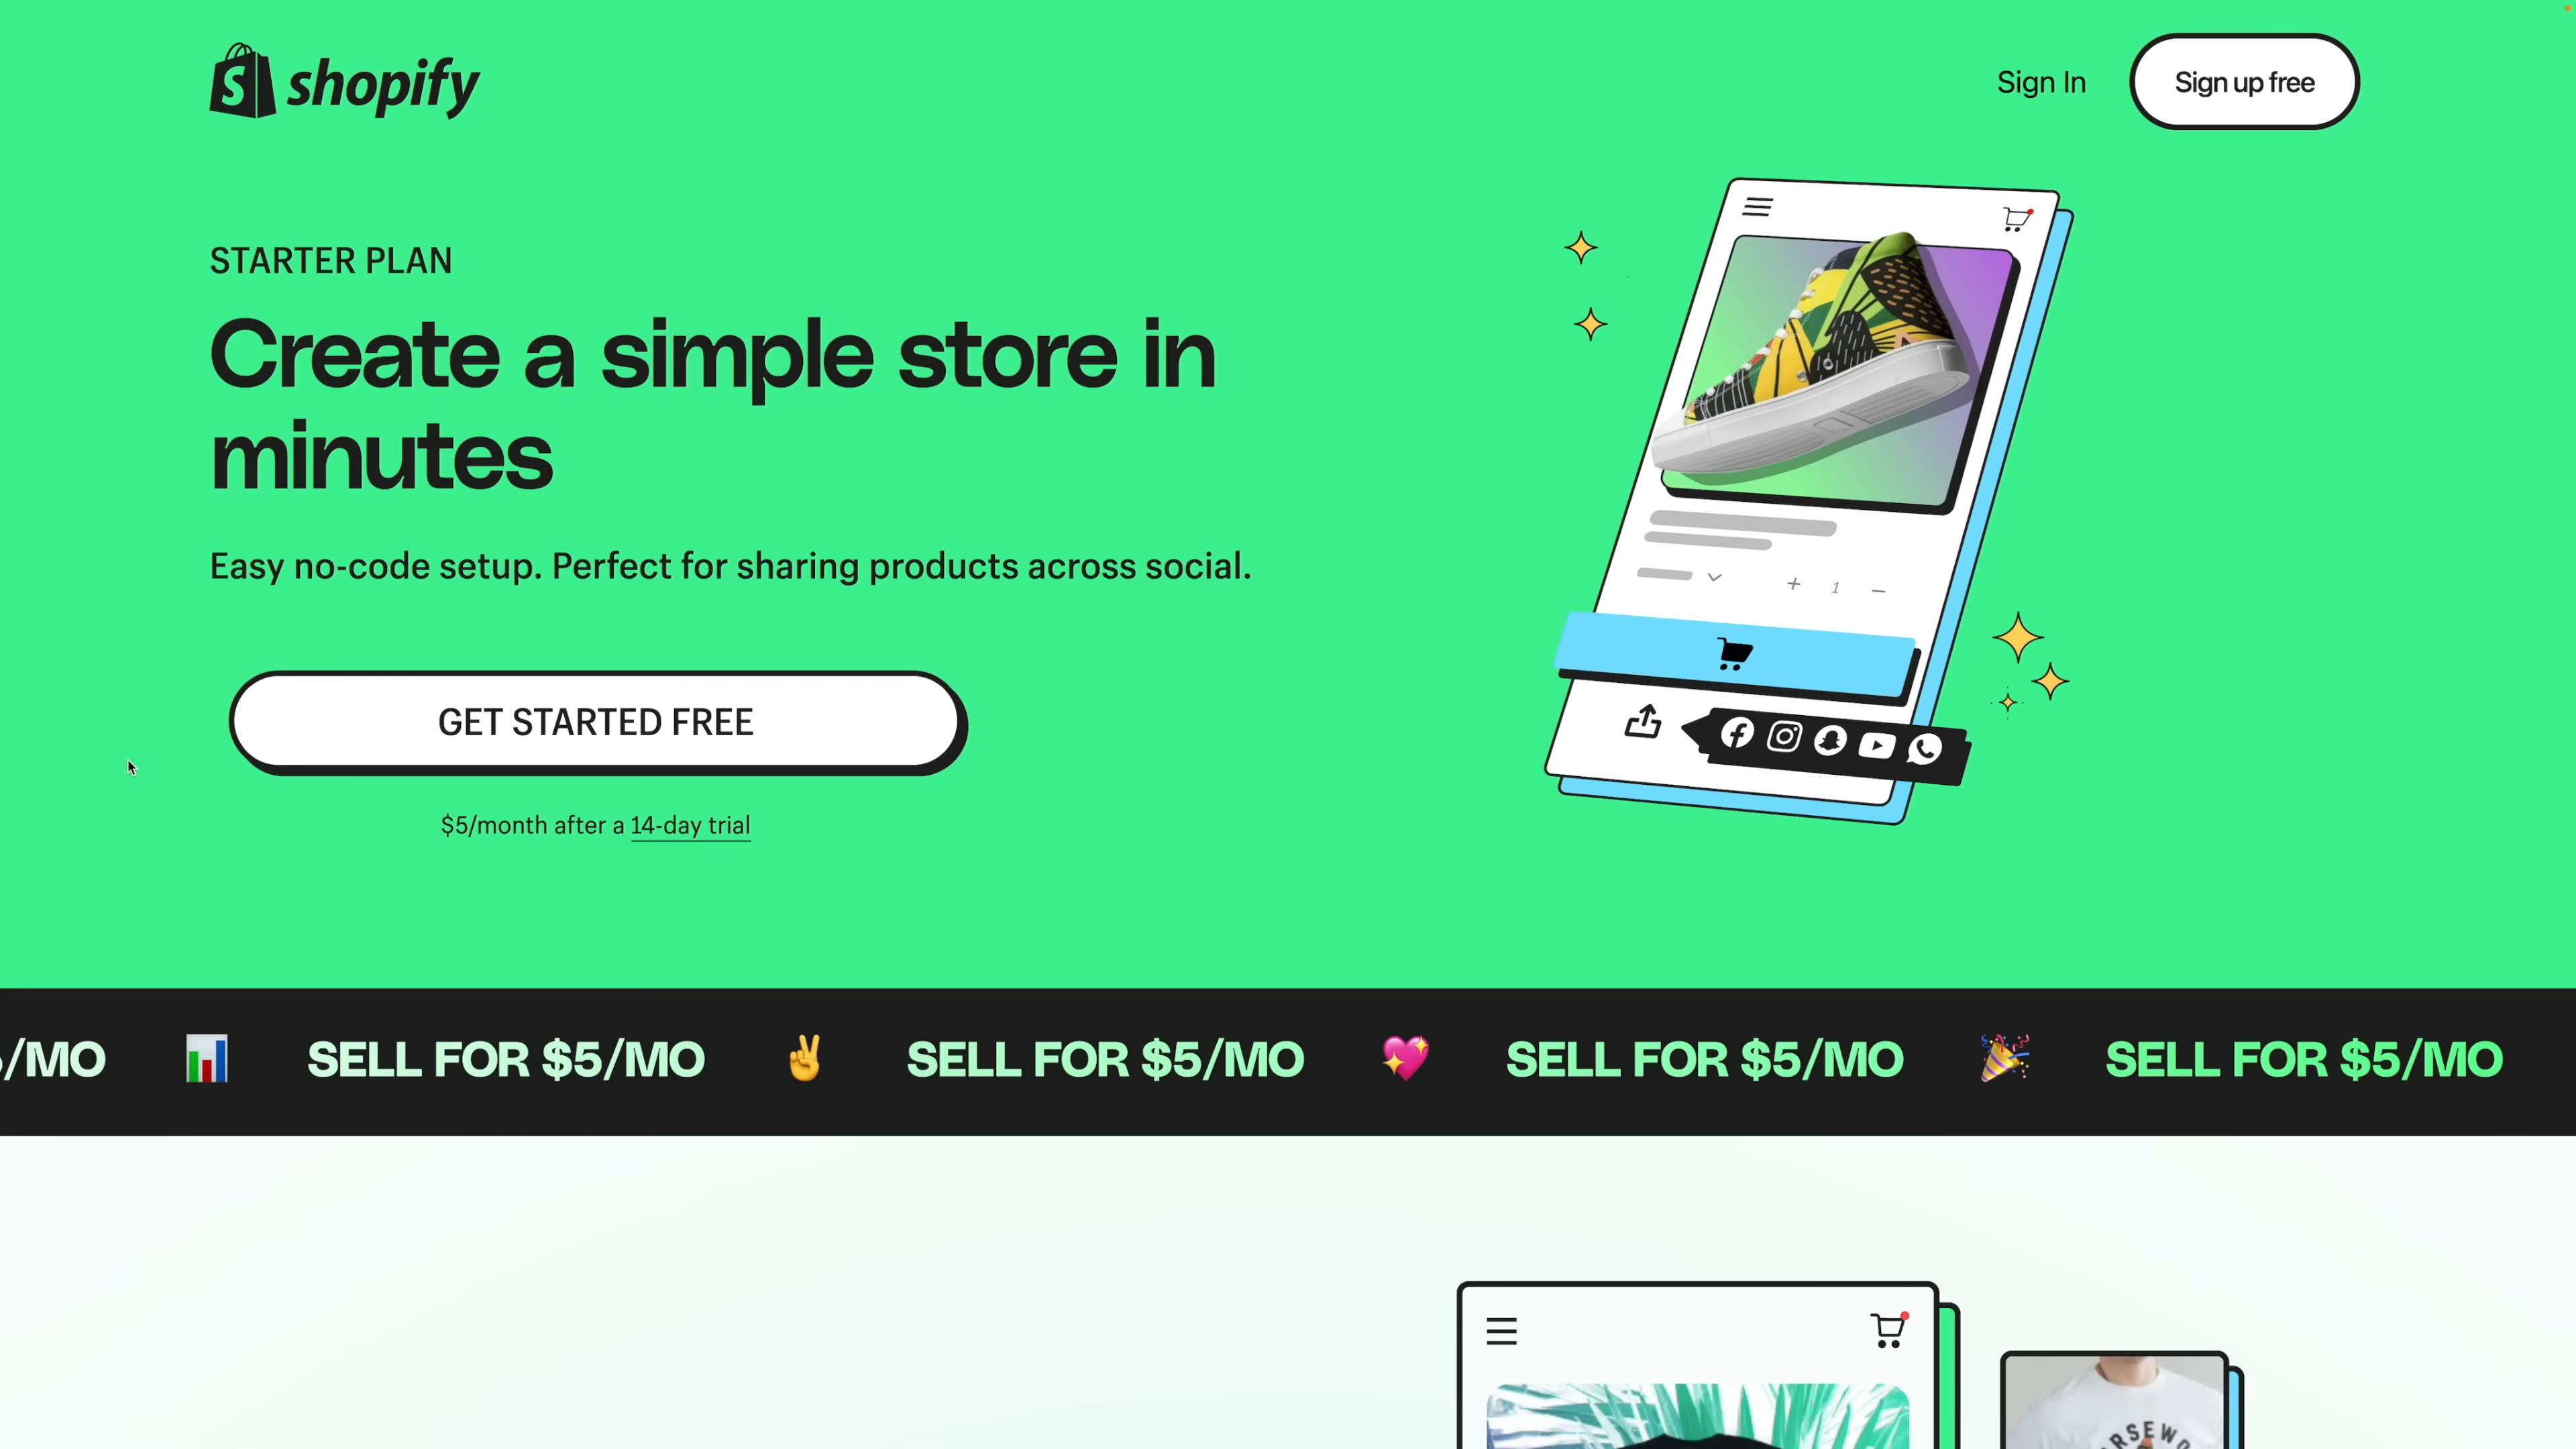 shopify
Sign In
Sign up free
STARTER PLAN
Create a simple store in
minutes
Easy no-code setup. Perfect for sharing products across social.
1
GET STARTED FREE
$5/month after a 14-day trial
/MO SELL FOR $5/MO SELL FOR $5/MO SELL FOR $5/MO SELL FOR $5/MO